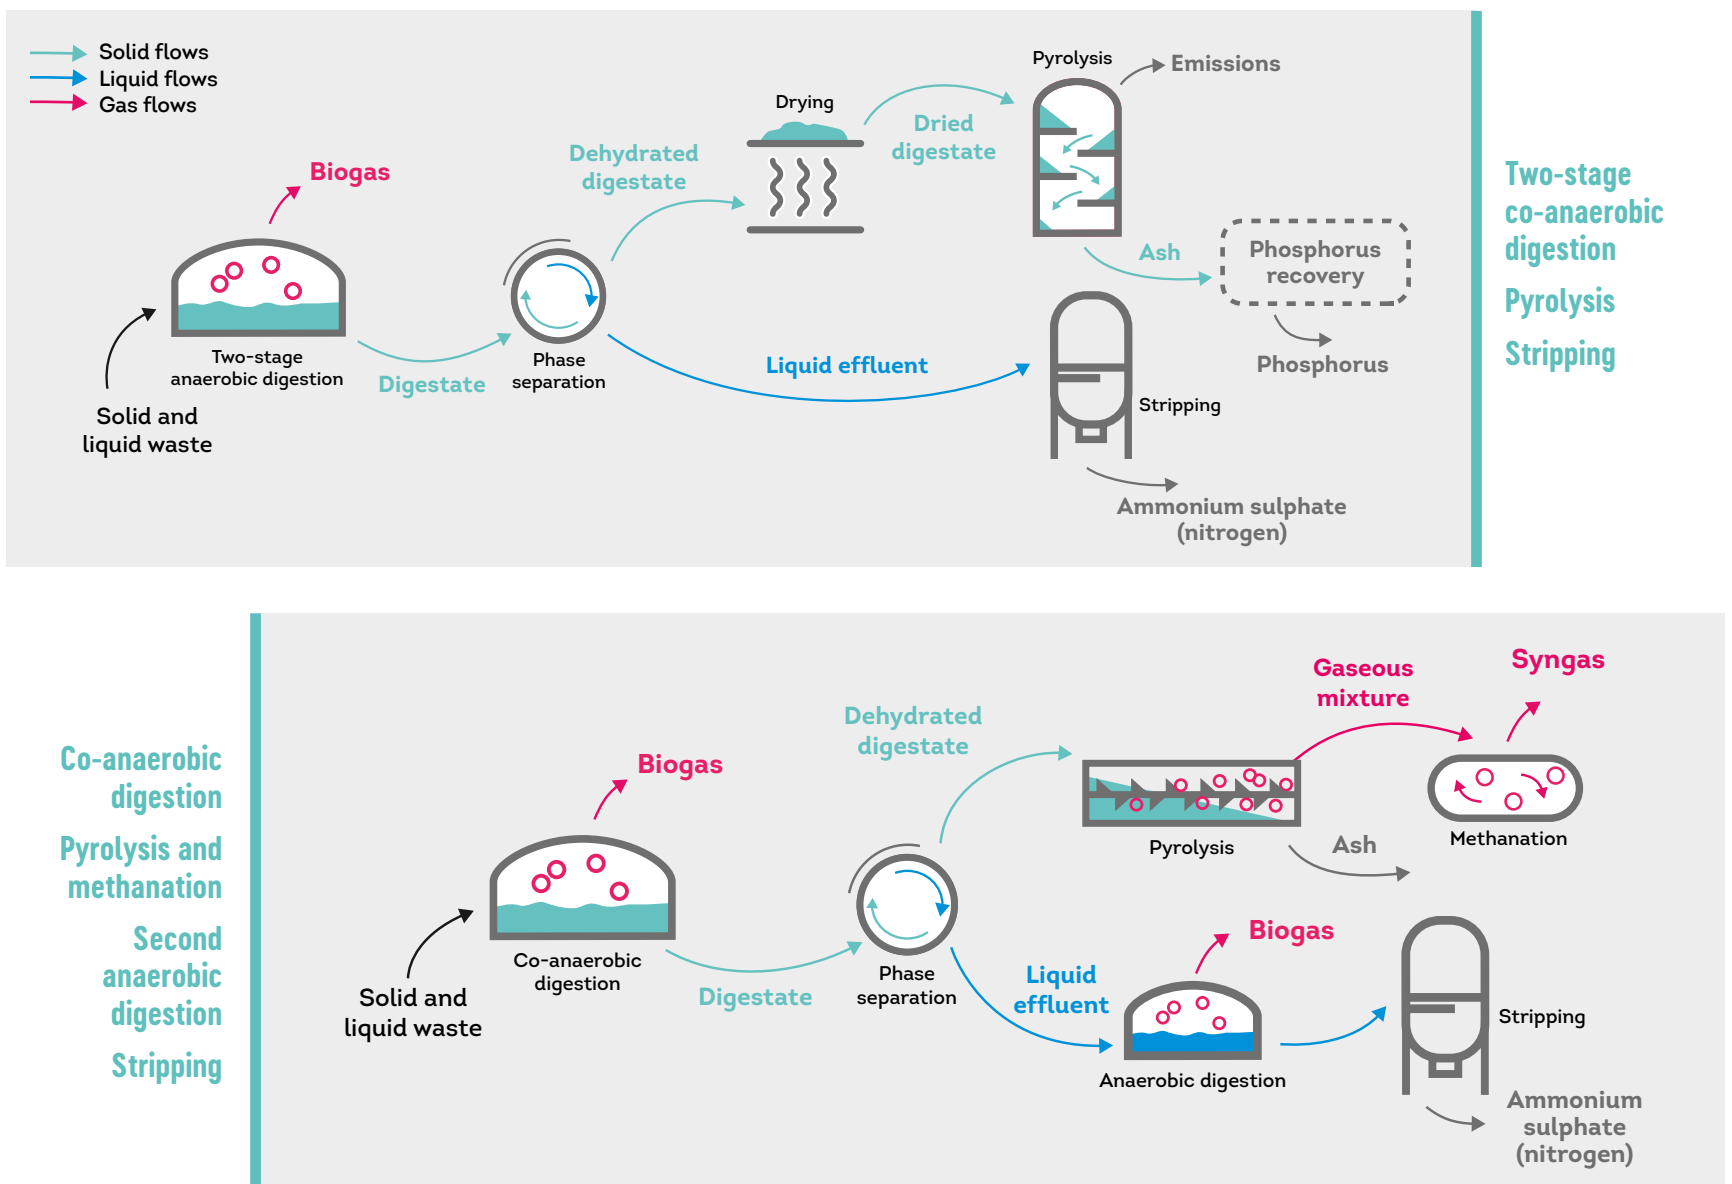 Solid flows
Liquid flows
Gas flows
Biogas
Two-stage
anaerobic digestion
Solid and
liquid waste
Digestate
Phase
separation
Dehydrated
digestate
Drying
Dried
digestate
Pyrolysis
Emissions
Ash
Phosphorus
recovery
Phosphorus
Liquid effluent
Stripping
Ammonium sulphate
(nitrogen)
Two-stage
co-anaerobic
digestion
Pyrolysis
Stripping
Co-anaerobic
digestion
Pyrolysis and
methanation
Second
anaerobic
digestion
Stripping
Biogas
Co-anaerobic
digestion
Solid and
liquid waste
Digestate
Phase
separation
Dehydrated
digestate
Pyrolysis
Gaseous
mixture
Syngas
Methanation
Ash
Liquid
effluent
Biogas
Anaerobic digestion
Stripping
Ammonium
sulphate
(nitrogen)